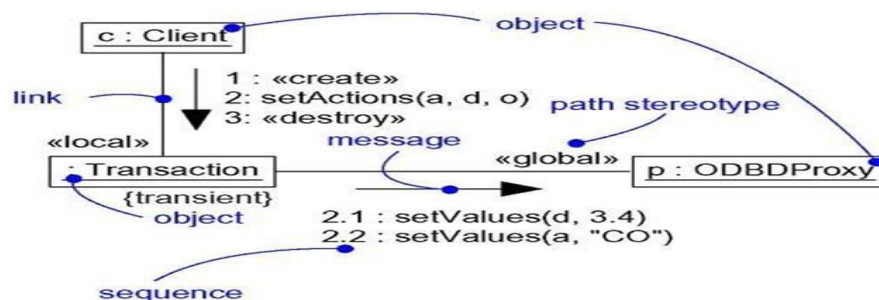 object
c : Client
1 : «create»
link
2: setActions(a, d, o)
path stereotype
3: «destroy»
«local»
message
«global»
: Transaction
p : ODBDProxy
{transient}
object
2.1 : setValues(d, 3.4)
2.2 : setValues(a, "CO")
sequence